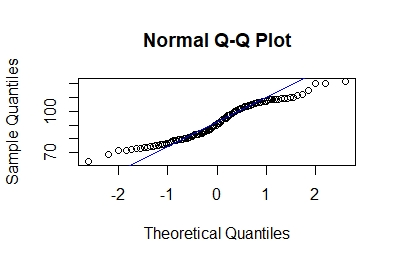 Normal Q-Q Plot
Sample Quantiles
100
70
-2 -1 0 1 2
Theoretical Quantiles